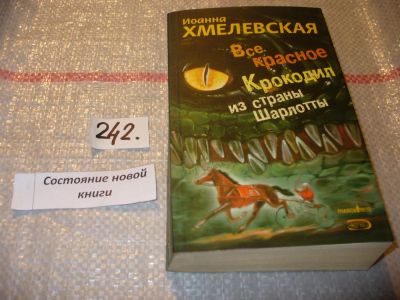 Иоанна
ХМЕЛЕВСКАЯ
Все красное
Крокодил
из страны
Шарлотты
242.
Состояние новой
книги